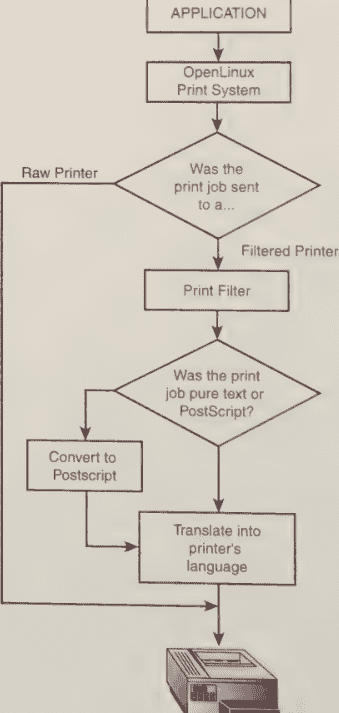 APPLICATION
OpenLinux
Print System
Was the
print job sent
to a...
Raw Printer
Filtered Printer
Print Filter
Was the print
job pure text or
PostScript?
Convert to
Postscript
Translate into
printer's
language